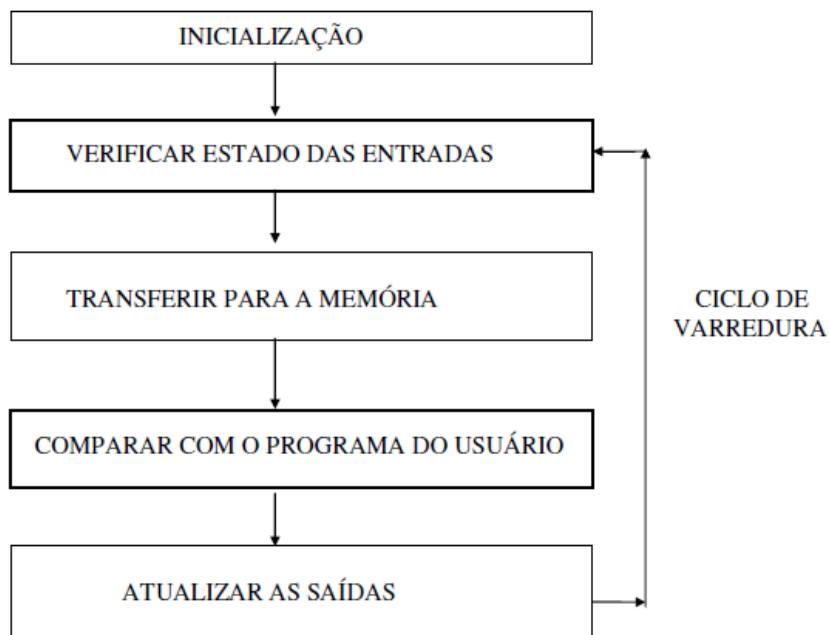 INICIALIZAÇÃO
VERIFICAR ESTADO DAS ENTRADAS
TRANSFERIR PARA A MEMÓRIA
CICLO DE
VARREDURA
COMPARAR COM O PROGRAMA DO USUÁRIO
ATUALIZAR AS SAÍDAS